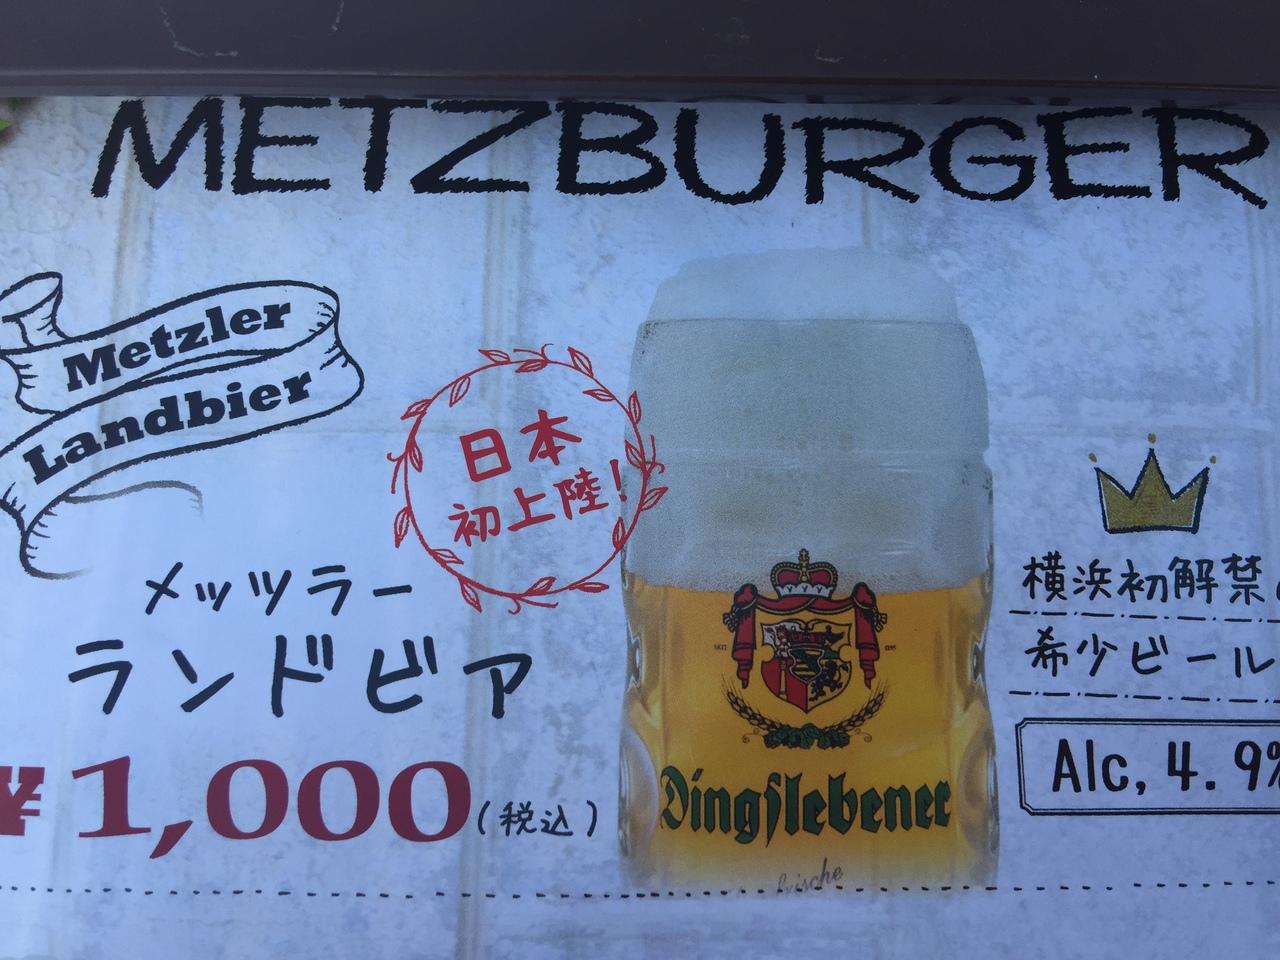 METZBURGER
Metzler
Landbier
日本
初上陸!
メッツラー
ランドビア
¥1,000(税込)
Dingslebener
frische
横浜初解禁
希少ビール
Alc, 4.9%